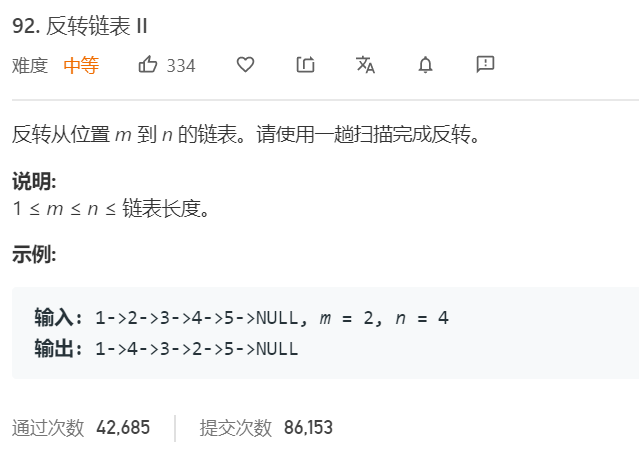 92. 反转链表 II
难度 中等 334
反转从位置 m 到 n 的链表。请使用一趟扫描完成反转。
说明:
1 ≤ m ≤ n ≤ 链表长度。
示例:
输入: 1->2->3->4->5->NULL, m = 2, n = 4
输出: 1->4->3->2->5->NULL
通过次数 42,685 提交次数 86,153